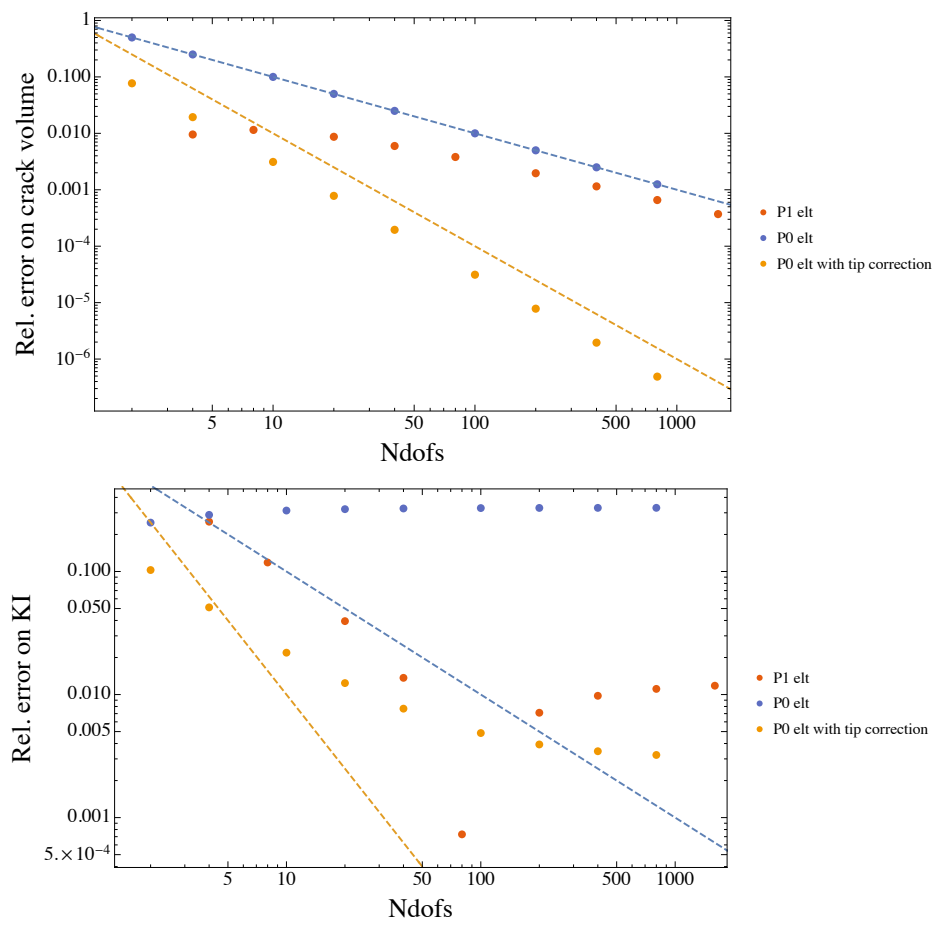 Rel. error on crack volume
1
0.100
0.010
0.001
10^-4
10^-5
10^-6
5 10 50 100 500 1000
Ndofs
P1 elt
P0 elt
P0 elt with tip correction
Rel. error on KI
0.100
0.050
0.010
0.005
0.001
5.×10^-4
5 10 50 100 500 1000
Ndofs
P1 elt
P0 elt
P0 elt with tip correction